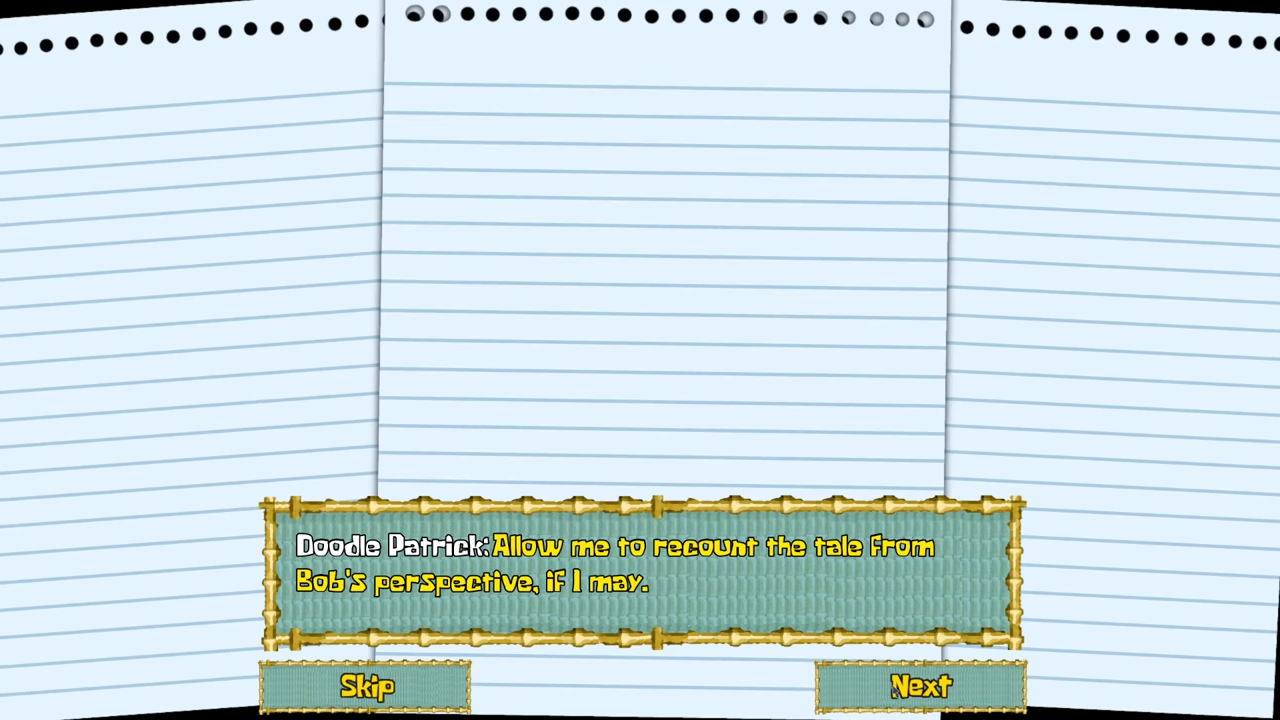 Doodle Patrick: Allow me to recount the tale from
Bob's perspective, if I may.
Skip
Next